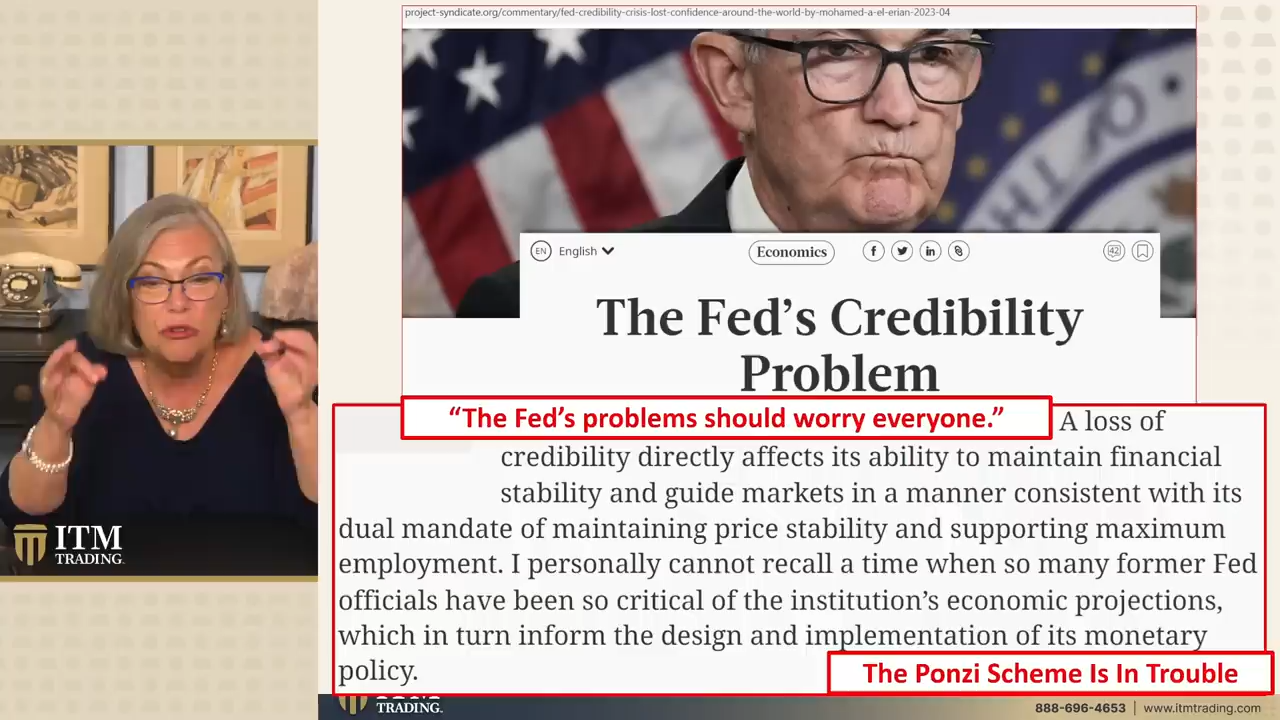 project-syndicate.org/commentary/fed-credibility-crisis-lost-confidence-around-the-world-by-mohamed-a-el-erian-2023-04
EN English
Economics
42
The Fed’s Credibility
Problem
“The Fed’s problems should worry everyone.” A loss of
credibility directly affects its ability to maintain financial
stability and guide markets in a manner consistent with its
dual mandate of maintaining price stability and supporting maximum
employment. I personally cannot recall a time when so many former Fed
officials have been so critical of the institution’s economic projections,
which in turn inform the design and implementation of its monetary
policy.
The Ponzi Scheme Is In Trouble
ITM
TRADING
TRADING
888-696-4653 | www.itmtrading.com